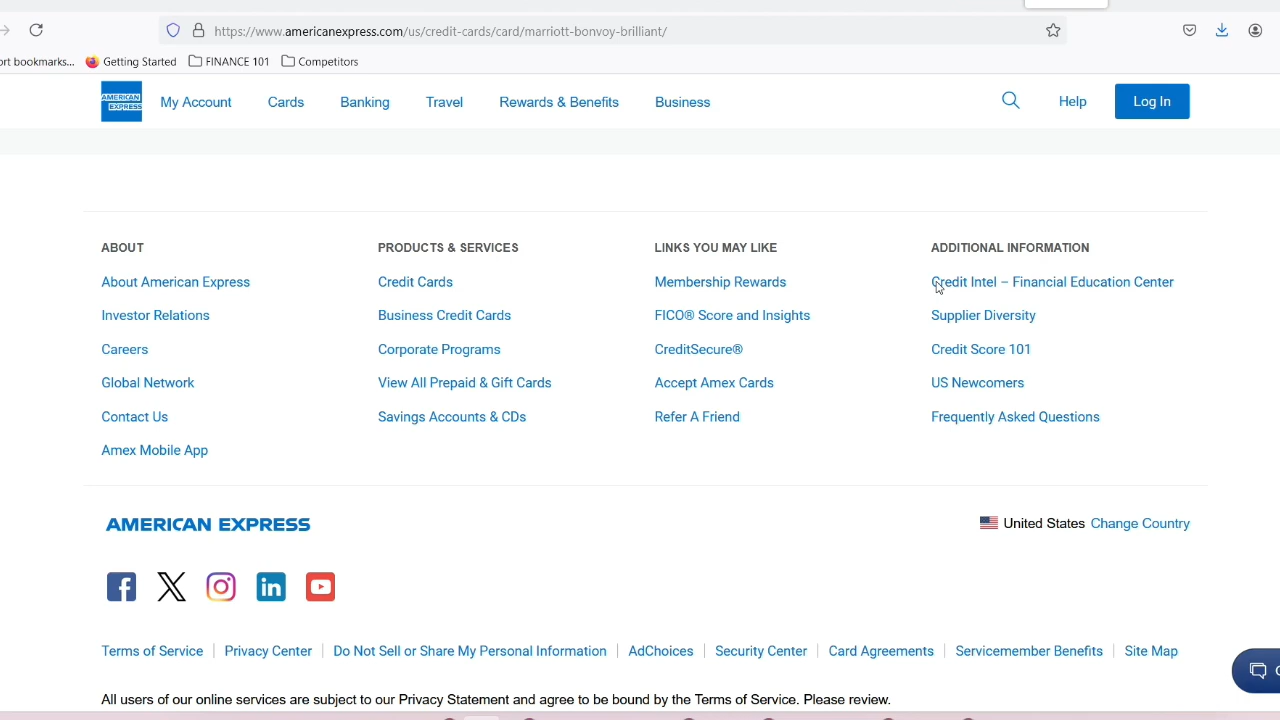 https://www.americanexpress.com/us/credit-cards/card/marriott-bonvoy-brilliant/
ort bookmarks... Getting Started FINANCE 101 Competitors
AMERICAN EXPRESS My Account Cards Banking Travel Rewards & Benefits Business Help Log In
ABOUT PRODUCTS & SERVICES LINKS YOU MAY LIKE ADDITIONAL INFORMATION
About American Express Credit Cards Membership Rewards Credit Intel – Financial Education Center
Investor Relations Business Credit Cards FICO® Score and Insights Supplier Diversity
Careers Corporate Programs CreditSecure® Credit Score 101
Global Network View All Prepaid & Gift Cards Accept Amex Cards US Newcomers
Contact Us Savings Accounts & CDs Refer A Friend Frequently Asked Questions
Amex Mobile App
AMERICAN EXPRESS United States Change Country
Terms of Service | Privacy Center | Do Not Sell or Share My Personal Information | AdChoices | Security Center | Card Agreements | Servicemember Benefits | Site Map
All users of our online services are subject to our Privacy Statement and agree to be bound by the Terms of Service. Please review.